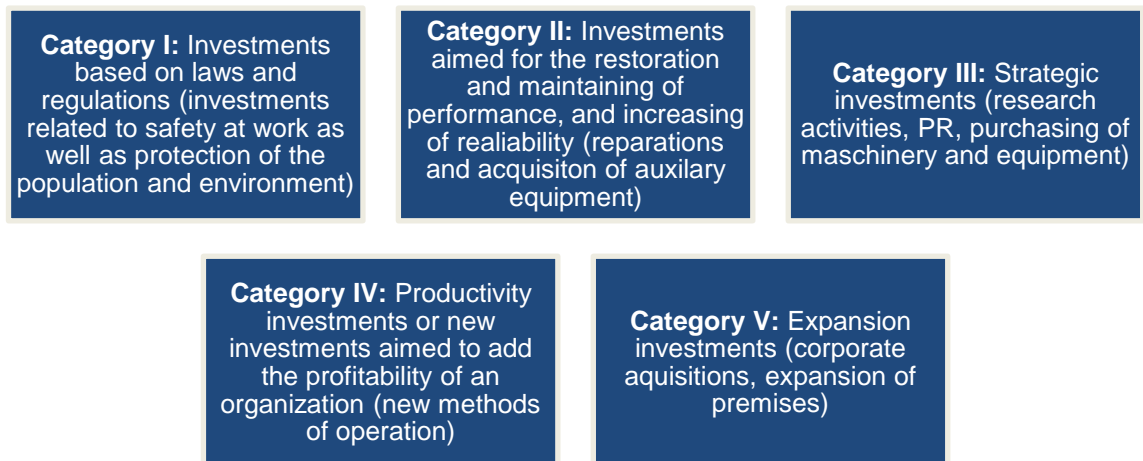 Category I: Investments
based on laws and
regulations (investments
related to safety at work as
well as protection of the
population and environment)
Category II: Investments
aimed for the restoration
and maintaining of
performance, and increasing
of realiability (reparations
and acquisiton of auxilary
equipment)
Category III: Strategic
investments (research
activities, PR, purchasing of
maschinery and equipment)
Category IV: Productivity
investments or new
investments aimed to add
the profitability of an
organization (new methods
of operation)
Category V: Expansion
investments (corporate
aquisitions, expansion of
premises)